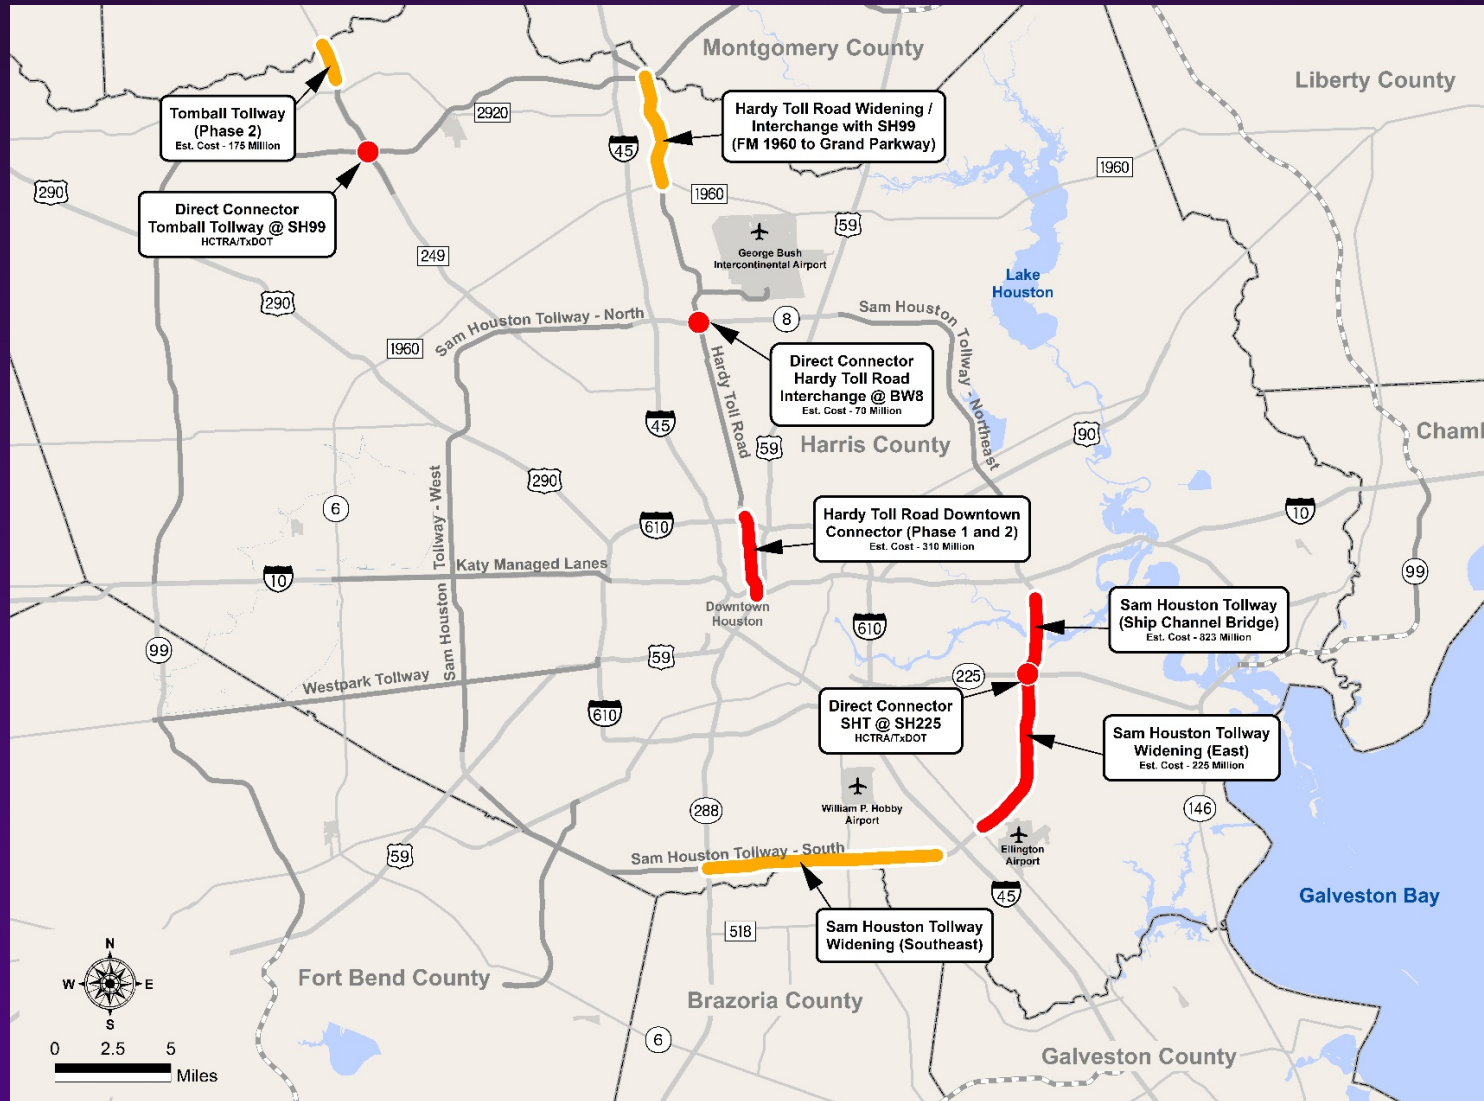 Montgomery County
Liberty County
Tomball Tollway
(Phase 2)
Est. Cost - 175 Million
2920
45
Hardy Toll Road Widening /
Interchange with SH99
(FM 1960 to Grand Parkway)
1960
290
1960
Direct Connector
Tomball Tollway @ SH99
HCTRA/TxDOT
59
249
George Bush
Intercontinental Airport
Lake
Houston
290
Sam Houston Tollway - North
8
Sam Houston Tollway - Northeast
1960
Hardy Toll Road
Direct Connector
Hardy Toll Road
Interchange @ BW8
Est. Cost - 70 Million
45
59
Harris County
90
Chaml
290
6
610
Hardy Toll Road Downtown
Connector (Phase 1 and 2)
Est. Cost - 310 Million
10
Sam Houston Tollway - West
Katy Managed Lanes
10
99
Downtown
Houston
610
Sam Houston Tollway
(Ship Channel Bridge)
Est. Cost - 823 Million
99
59
225
Westpark Tollway
610
Direct Connector
SHT @ SH225
HCTRA/TxDOT
Sam Houston Tollway
Widening (East)
Est. Cost - 225 Million
288
William P. Hobby
Airport
146
59
Sam Houston Tollway - South
Ellington
Airport
45
Galveston Bay
518
Sam Houston Tollway
Widening (Southeast)
N
W
E
S
Fort Bend County
Brazoria County
6
Galveston County
0 2.5 5
Miles